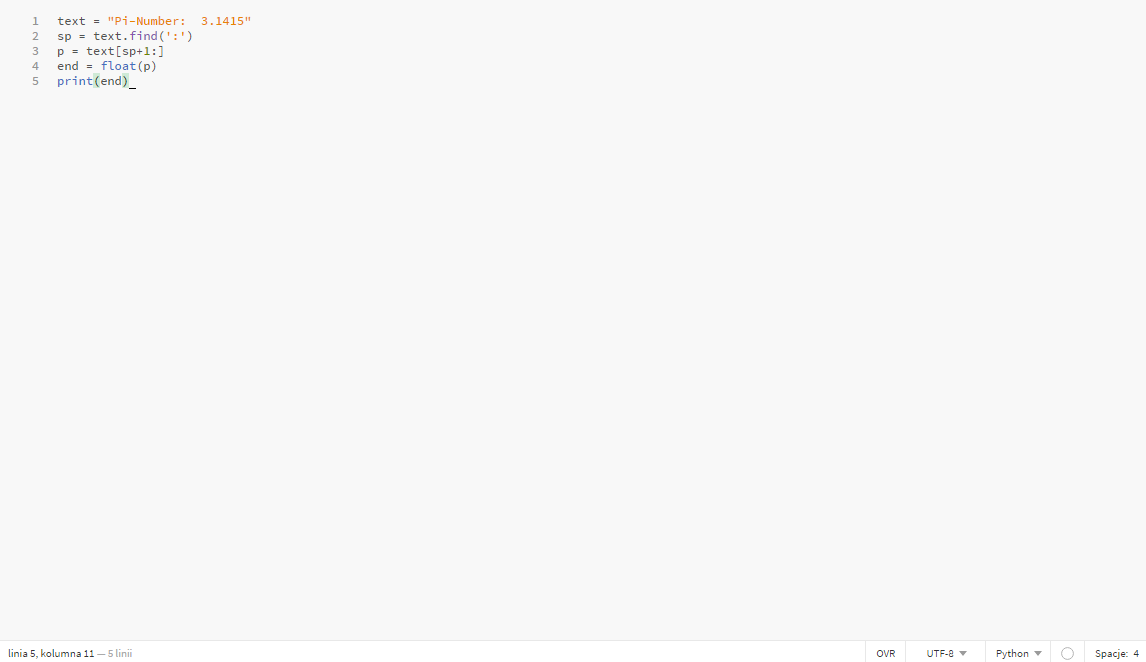 1 text = "Pi-Number:  3.1415"
2 sp = text.find(':')
3 p = text[sp+1:]
4 end = float(p)
5 print(end)
linia 5, kolumna 11 — 5 linii OVR UTF-8 Python Spacje: 4